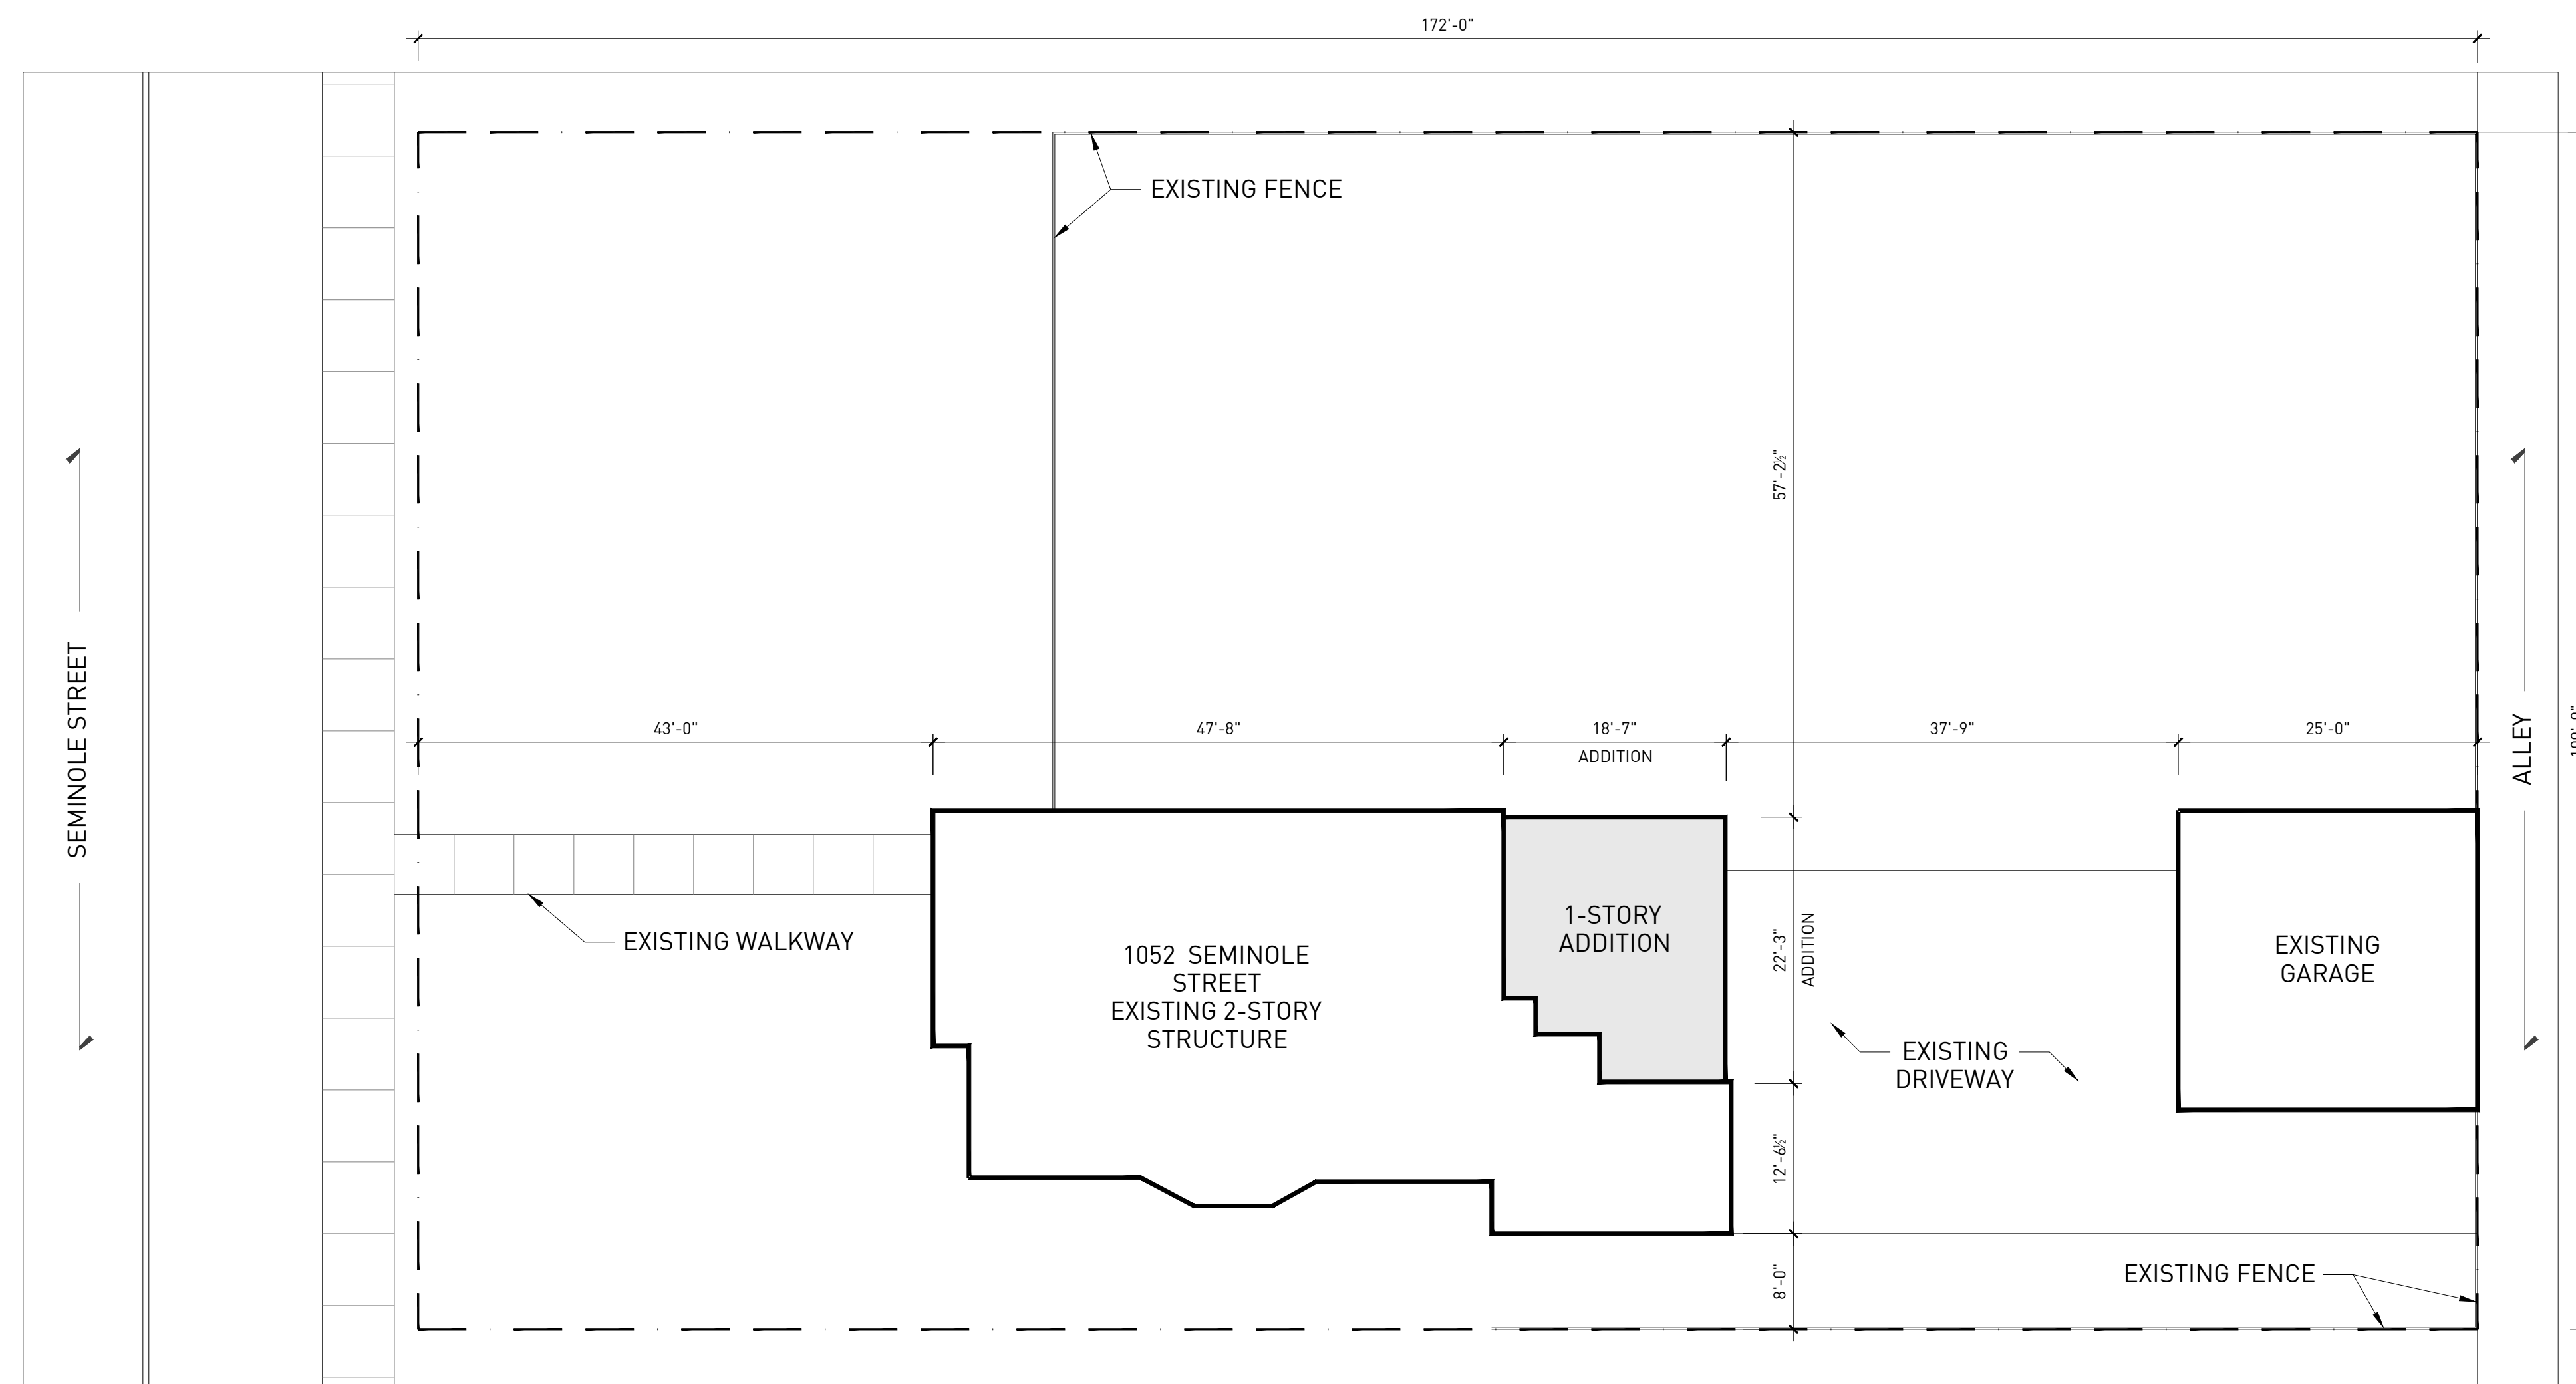 172'-0"
EXISTING FENCE
57'-2½"
SEMINOLE STREET
43'-0"
47'-8"
18'-7"
ADDITION
37'-9"
25'-0"
ALLEY
1-STORY
ADDITION
22'-3"
ADDITION
EXISTING WALKWAY
1052 SEMINOLE
STREET
EXISTING 2-STORY
STRUCTURE
EXISTING
GARAGE
EXISTING
DRIVEWAY
12'-6½"
8'-0"
EXISTING FENCE